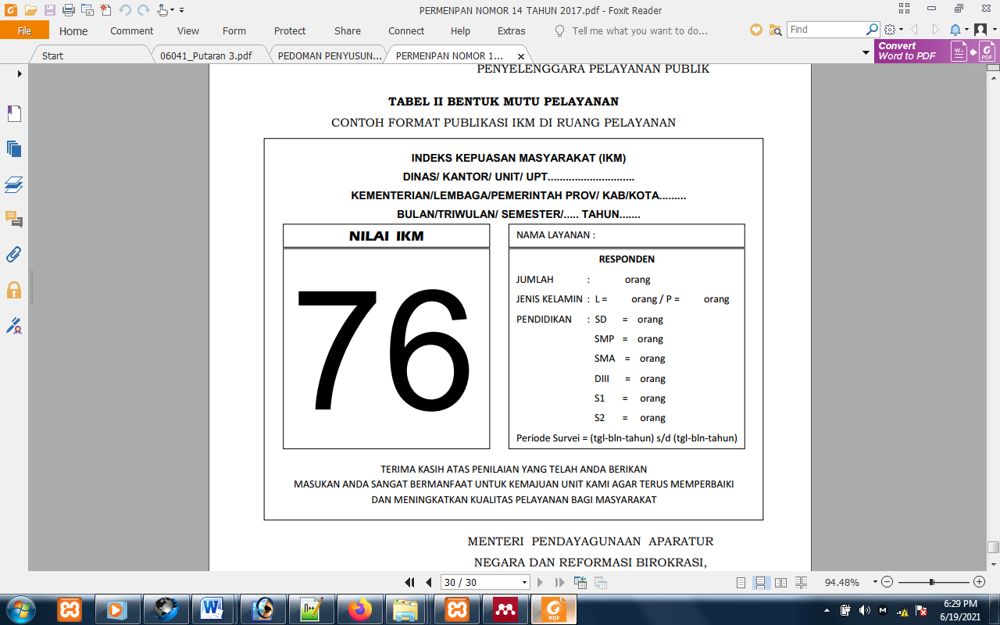 PERMENPAN NOMOR 14 TAHUN 2017.pdf - Foxit Reader
File Home Comment View Form Protect Share Connect Help Extras Tell me what you want to do... Find
Start 06041_Putaran 3.pdf PEDOMAN PENYUSUN... PERMENPAN NOMOR 1... Convert
Word to PDF
PENYELENGGARA PELAYANAN PUBLIK
TABEL II BENTUK MUTU PELAYANAN
CONTOH FORMAT PUBLIKASI IKM DI RUANG PELAYANAN
INDEKS KEPUASAN MASYARAKAT (IKM)
DINAS/ KANTOR/ UNIT/ UPT.............................
KEMENTERIAN/LEMBAGA/PEMERINTAH PROV/ KAB/KOTA.........
BULAN/TRIWULAN/ SEMESTER/..... TAHUN.......
NILAI IKM
76
NAMA LAYANAN :
RESPONDEN
JUMLAH : orang
JENIS KELAMIN : L = orang / P = orang
PENDIDIKAN : SD = orang
SMP = orang
SMA = orang
DIII = orang
S1 = orang
S2 = orang
Periode Survei = (tgl-bln-tahun) s/d (tgl-bln-tahun)
TERIMA KASIH ATAS PENILAIAN YANG TELAH ANDA BERIKAN
MASUKAN ANDA SANGAT BERMANFAAT UNTUK KEMAJUAN UNIT KAMI AGAR TERUS MEMPERBAIKI
DAN MENINGKATKAN KUALITAS PELAYANAN BAGI MASYARAKAT
MENTERI PENDAYAGUNAAN APARATUR
NEGARA DAN REFORMASI BIROKRASI,
30 / 30 94.48%
6:29 PM
6/19/2021